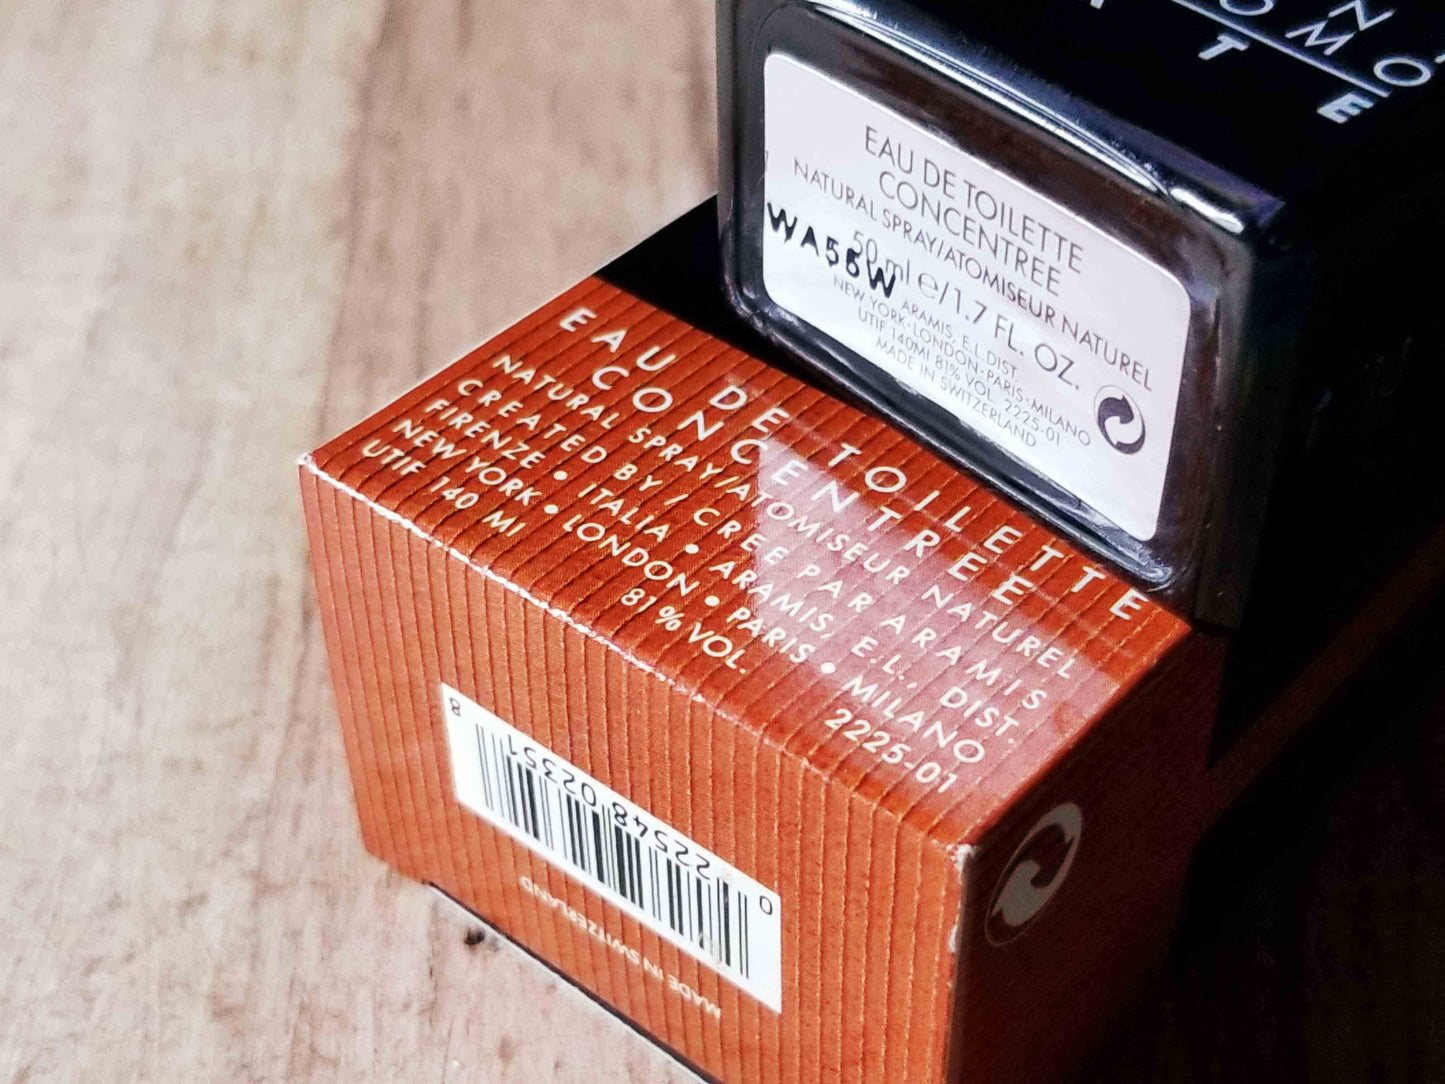 EAU DE TOILETTE
CONCENTREE
NATURAL SPRAY/ATOMISEUR NATUREL
50 ml e/1.7 FL. OZ.
WA55W
ARAMIS, E.L.DIST.
NEW YORK·LONDON·PARIS·MILANO
UTIF 140MI 81% VOL. 2225-01
MADE IN SWITZERLAND
EAU DE TOILETTE
CONCENTREE
NATURAL SPRAY/ATOMISEUR NATUREL
CREATED BY / CREE PAR ARAMIS
FIRENZE • ITALIA • ARAMIS, E.L., DIST.
NEW YORK • LONDON • PARIS • MILANO
UTIF 140 MI 81% VOL. 2225-01
0 22548 02351 8
MADE IN SWITZERLAND